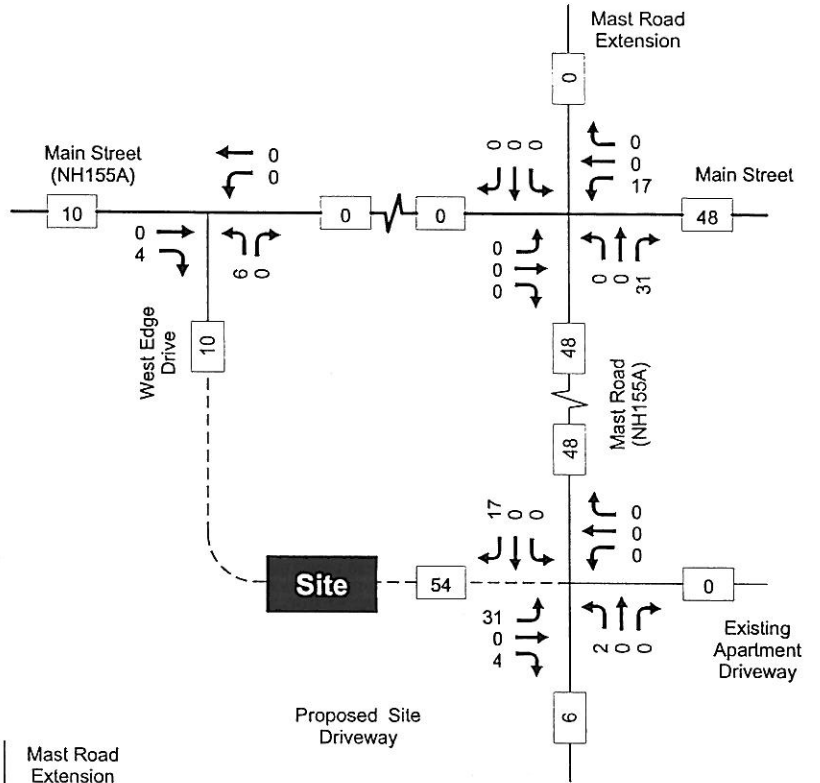 Mast Road
Extension
0
0 0 0
0
0
17
Main Street
(NH155A)
0
0
Main Street
10
0
0
48
0
4
6 0
0
0
0
0 0 31
West Edge
Drive
10
48
Mast Road
(NH155A)
48
17 0 0
0
0
0
Site
54
0
31
0
4
2 0 0
Existing
Apartment
Driveway
Proposed Site
Driveway
6
Mast Road
Extension